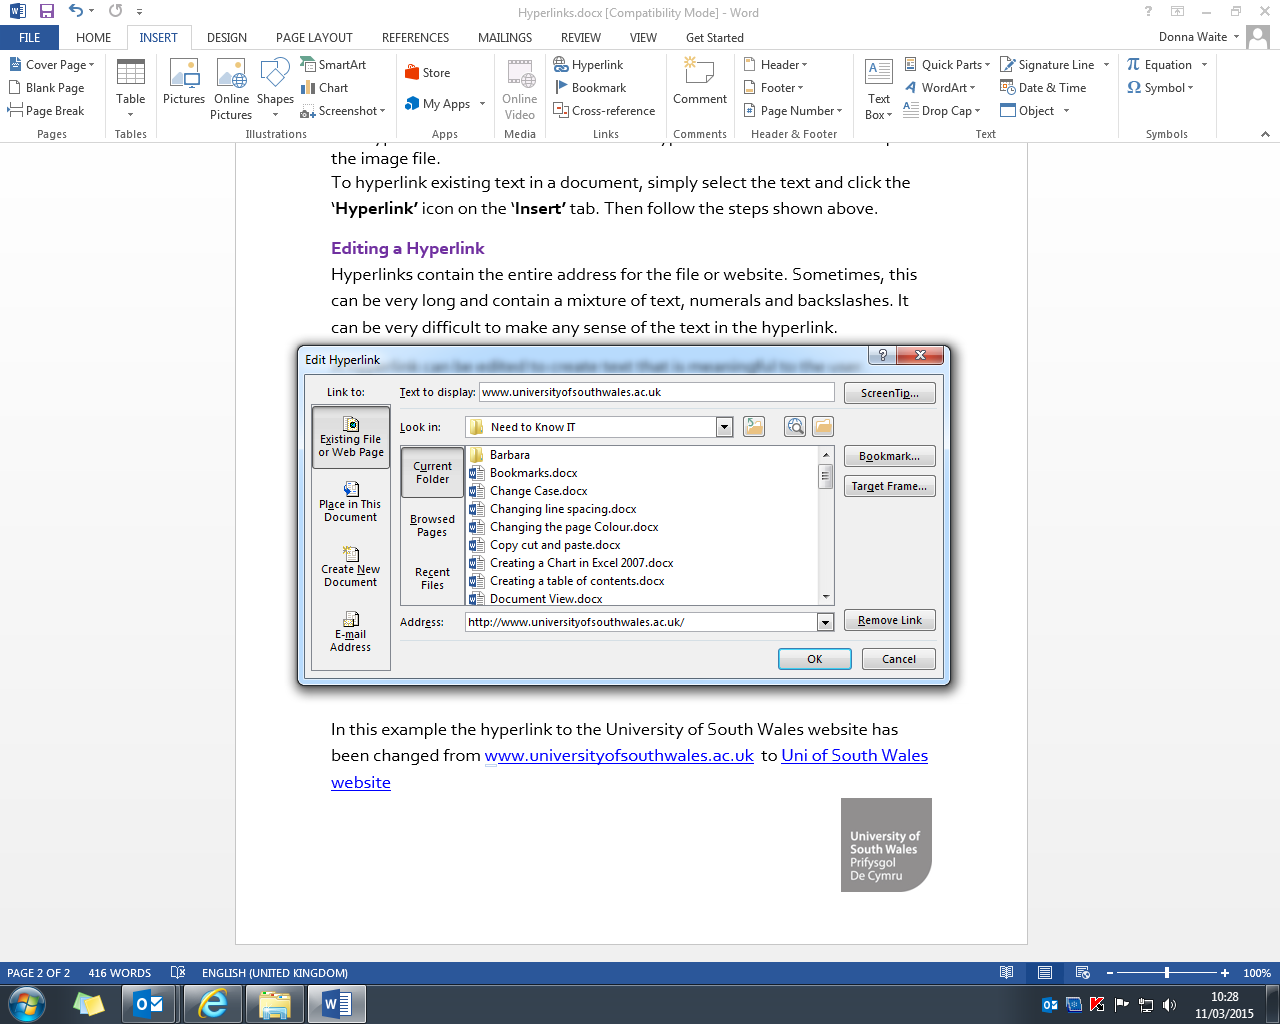 Hyperlinks.docx [Compatibility Mode] - Word
FILE HOME INSERT DESIGN PAGE LAYOUT REFERENCES MAILINGS REVIEW VIEW Get Started Donna Waite
Cover Page
Blank Page
Page Break
Pages
Table
Tables
Pictures
Online Pictures
Shapes
SmartArt
Chart
Screenshot
Illustrations
Store
My Apps
Apps
Online Video
Media
Hyperlink
Bookmark
Cross-reference
Links
Comment
Comments
Header
Footer
Page Number
Header & Footer
Text Box
Quick Parts
WordArt
Drop Cap
Signature Line
Date & Time
Object
Text
Equation
Symbol
Symbols
the image file.
To hyperlink existing text in a document, simply select the text and click the
‘Hyperlink’ icon on the ‘Insert’ tab. Then follow the steps shown above.
Editing a Hyperlink
Hyperlinks contain the entire address for the file or website. Sometimes, this
can be very long and contain a mixture of text, numerals and backslashes. It
can be very difficult to make any sense of the text in the hyperlink.
Edit Hyperlink
Link to:
Text to display: www.universityofsouthwales.ac.uk
ScreenTip...
Existing File
or Web Page
Place in This
Document
Create New
Document
E-mail
Address
Look in: Need to Know IT
Current
Folder
Browsed
Pages
Recent
Files
Barbara
Bookmarks.docx
Change Case.docx
Changing line spacing.docx
Changing the page Colour.docx
Copy cut and paste.docx
Creating a Chart in Excel 2007.docx
Creating a table of contents.docx
Document View.docx
Bookmark...
Target Frame...
Address: http://www.universityofsouthwales.ac.uk/
Remove Link
OK Cancel
In this example the hyperlink to the University of South Wales website has
been changed from www.universityofsouthwales.ac.uk to Uni of South Wales
website
University of
South Wales
Prifysgol
De Cymru
PAGE 2 OF 2 416 WORDS ENGLISH (UNITED KINGDOM) 100%
10:28
11/03/2015